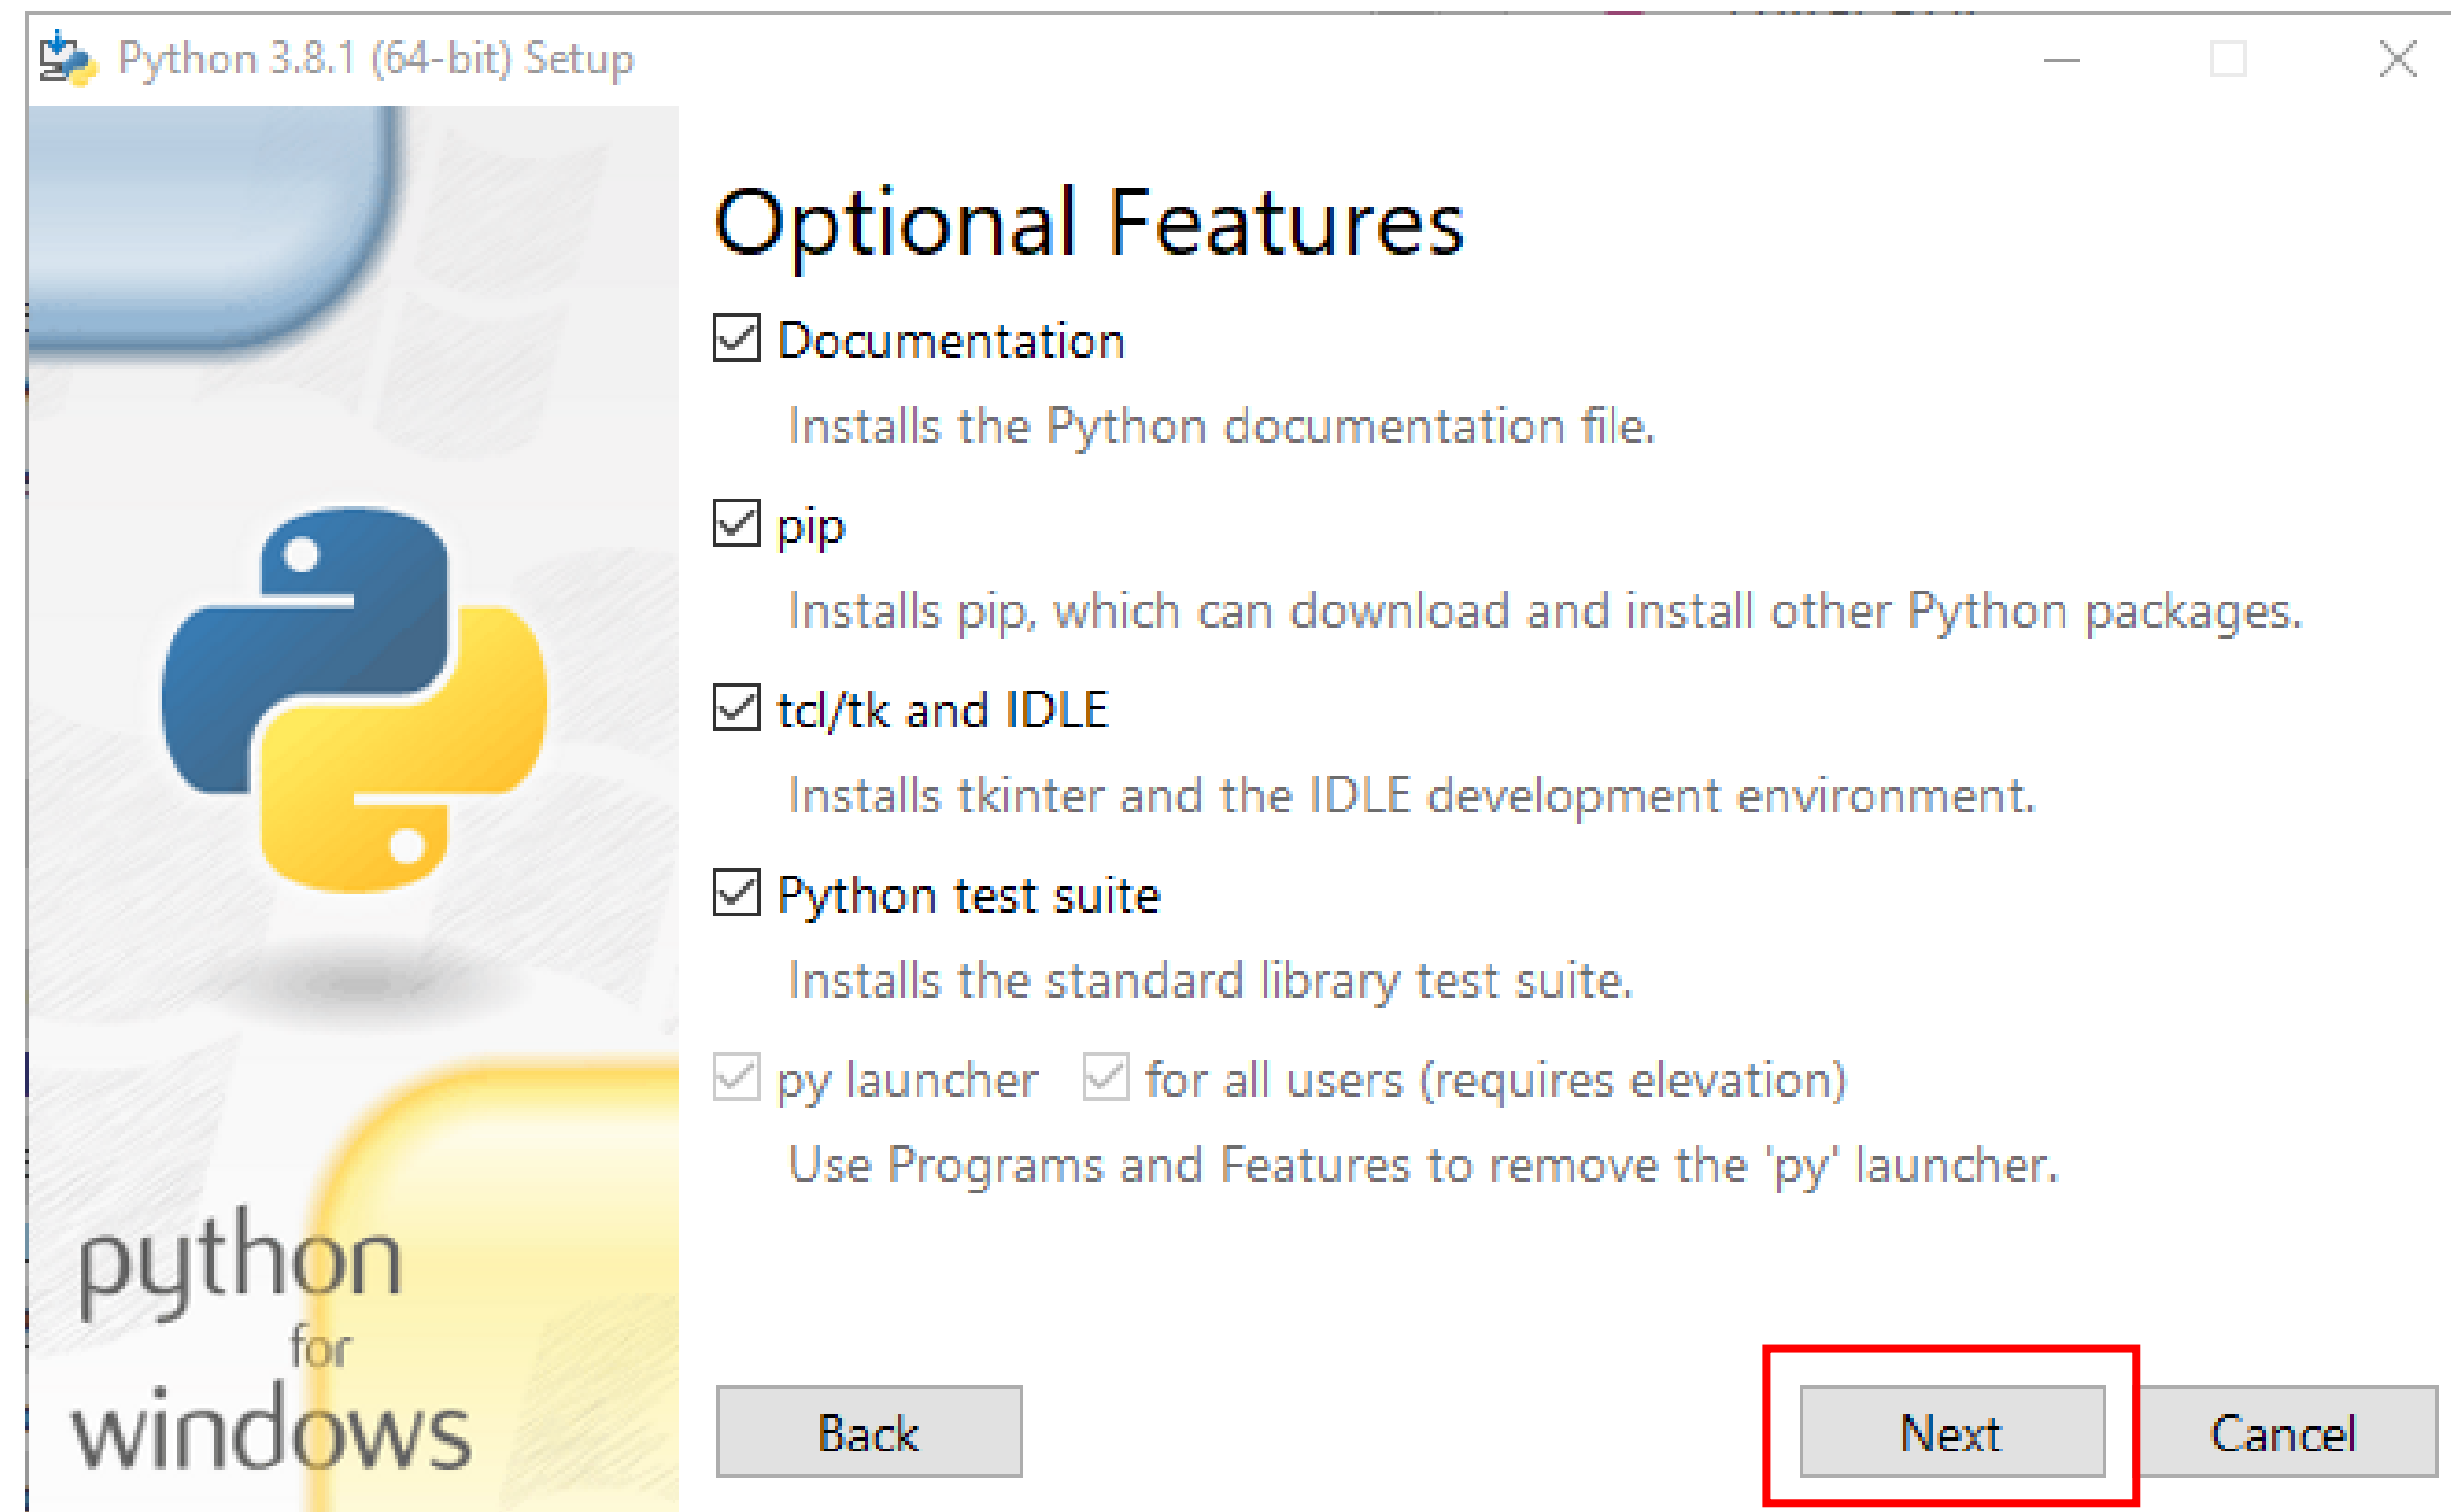 Python 3.8.1 (64-bit) Setup
Optional Features
Documentation
Installs the Python documentation file.
pip
Installs pip, which can download and install other Python packages.
tcl/tk and IDLE
Installs tkinter and the IDLE development environment.
Python test suite
Installs the standard library test suite.
py launcher for all users (requires elevation)
Use Programs and Features to remove the 'py' launcher.
python
for
windows
Back Next Cancel